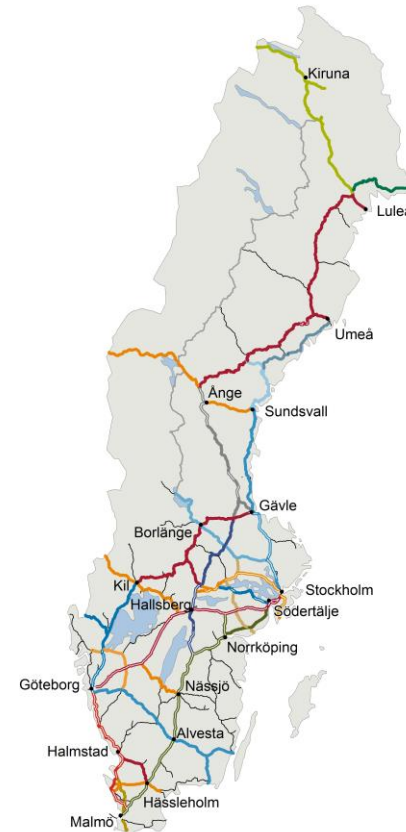 Kiruna
Luleå
Umeå
Ånge
Sundsvall
Gävle
Borlänge
Kil
Stockholm
Hallsberg
Södertälje
Norrköping
Göteborg
Nässjö
Alvesta
Halmstad
Hässleholm
Malmö